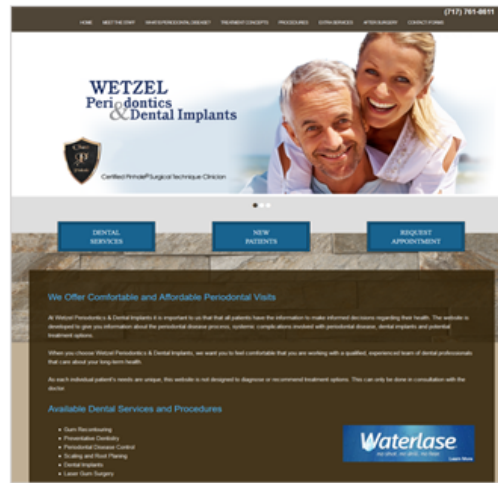 (717) 761-8611
HOME MEET THE STAFF WHAT IS PERIODONTAL DISEASE? TREATMENT CONCEPTS PROCEDURES EXTRA SERVICES AFTER SURGERY CONTACT FORMS
WETZEL
Periodontics
& Dental Implants
Certified Pinhole® Surgical Technique Clinician
DENTAL
SERVICES
NEW
PATIENTS
REQUEST
APPOINTMENT
We Offer Comfortable and Affordable Periodontal Visits
At Wetzel Periodontics & Dental Implants it is important to us that that all patients have the information to make informed decisions regarding their health. The website is
developed to give you information about the periodontal disease process, systemic complications involved with periodontal disease, dental implants and potential
treatment options.
When you choose Wetzel Periodontics & Dental Implants, we want you to feel comfortable that you are working with a qualified, experienced team of dental professionals
that care about your long term health.
As each individual patient's needs are unique, this website is not designed to diagnose or recommend treatment options. This can only be done in consultation with the
doctor.
Available Dental Services and Procedures
Gum Recontouring
Preventative Dentistry
Periodontal Disease Control
Scaling and Root Planing
Dental Implants
Laser Gum Surgery
Waterlase
no shot. no drill. no fear.
Learn More